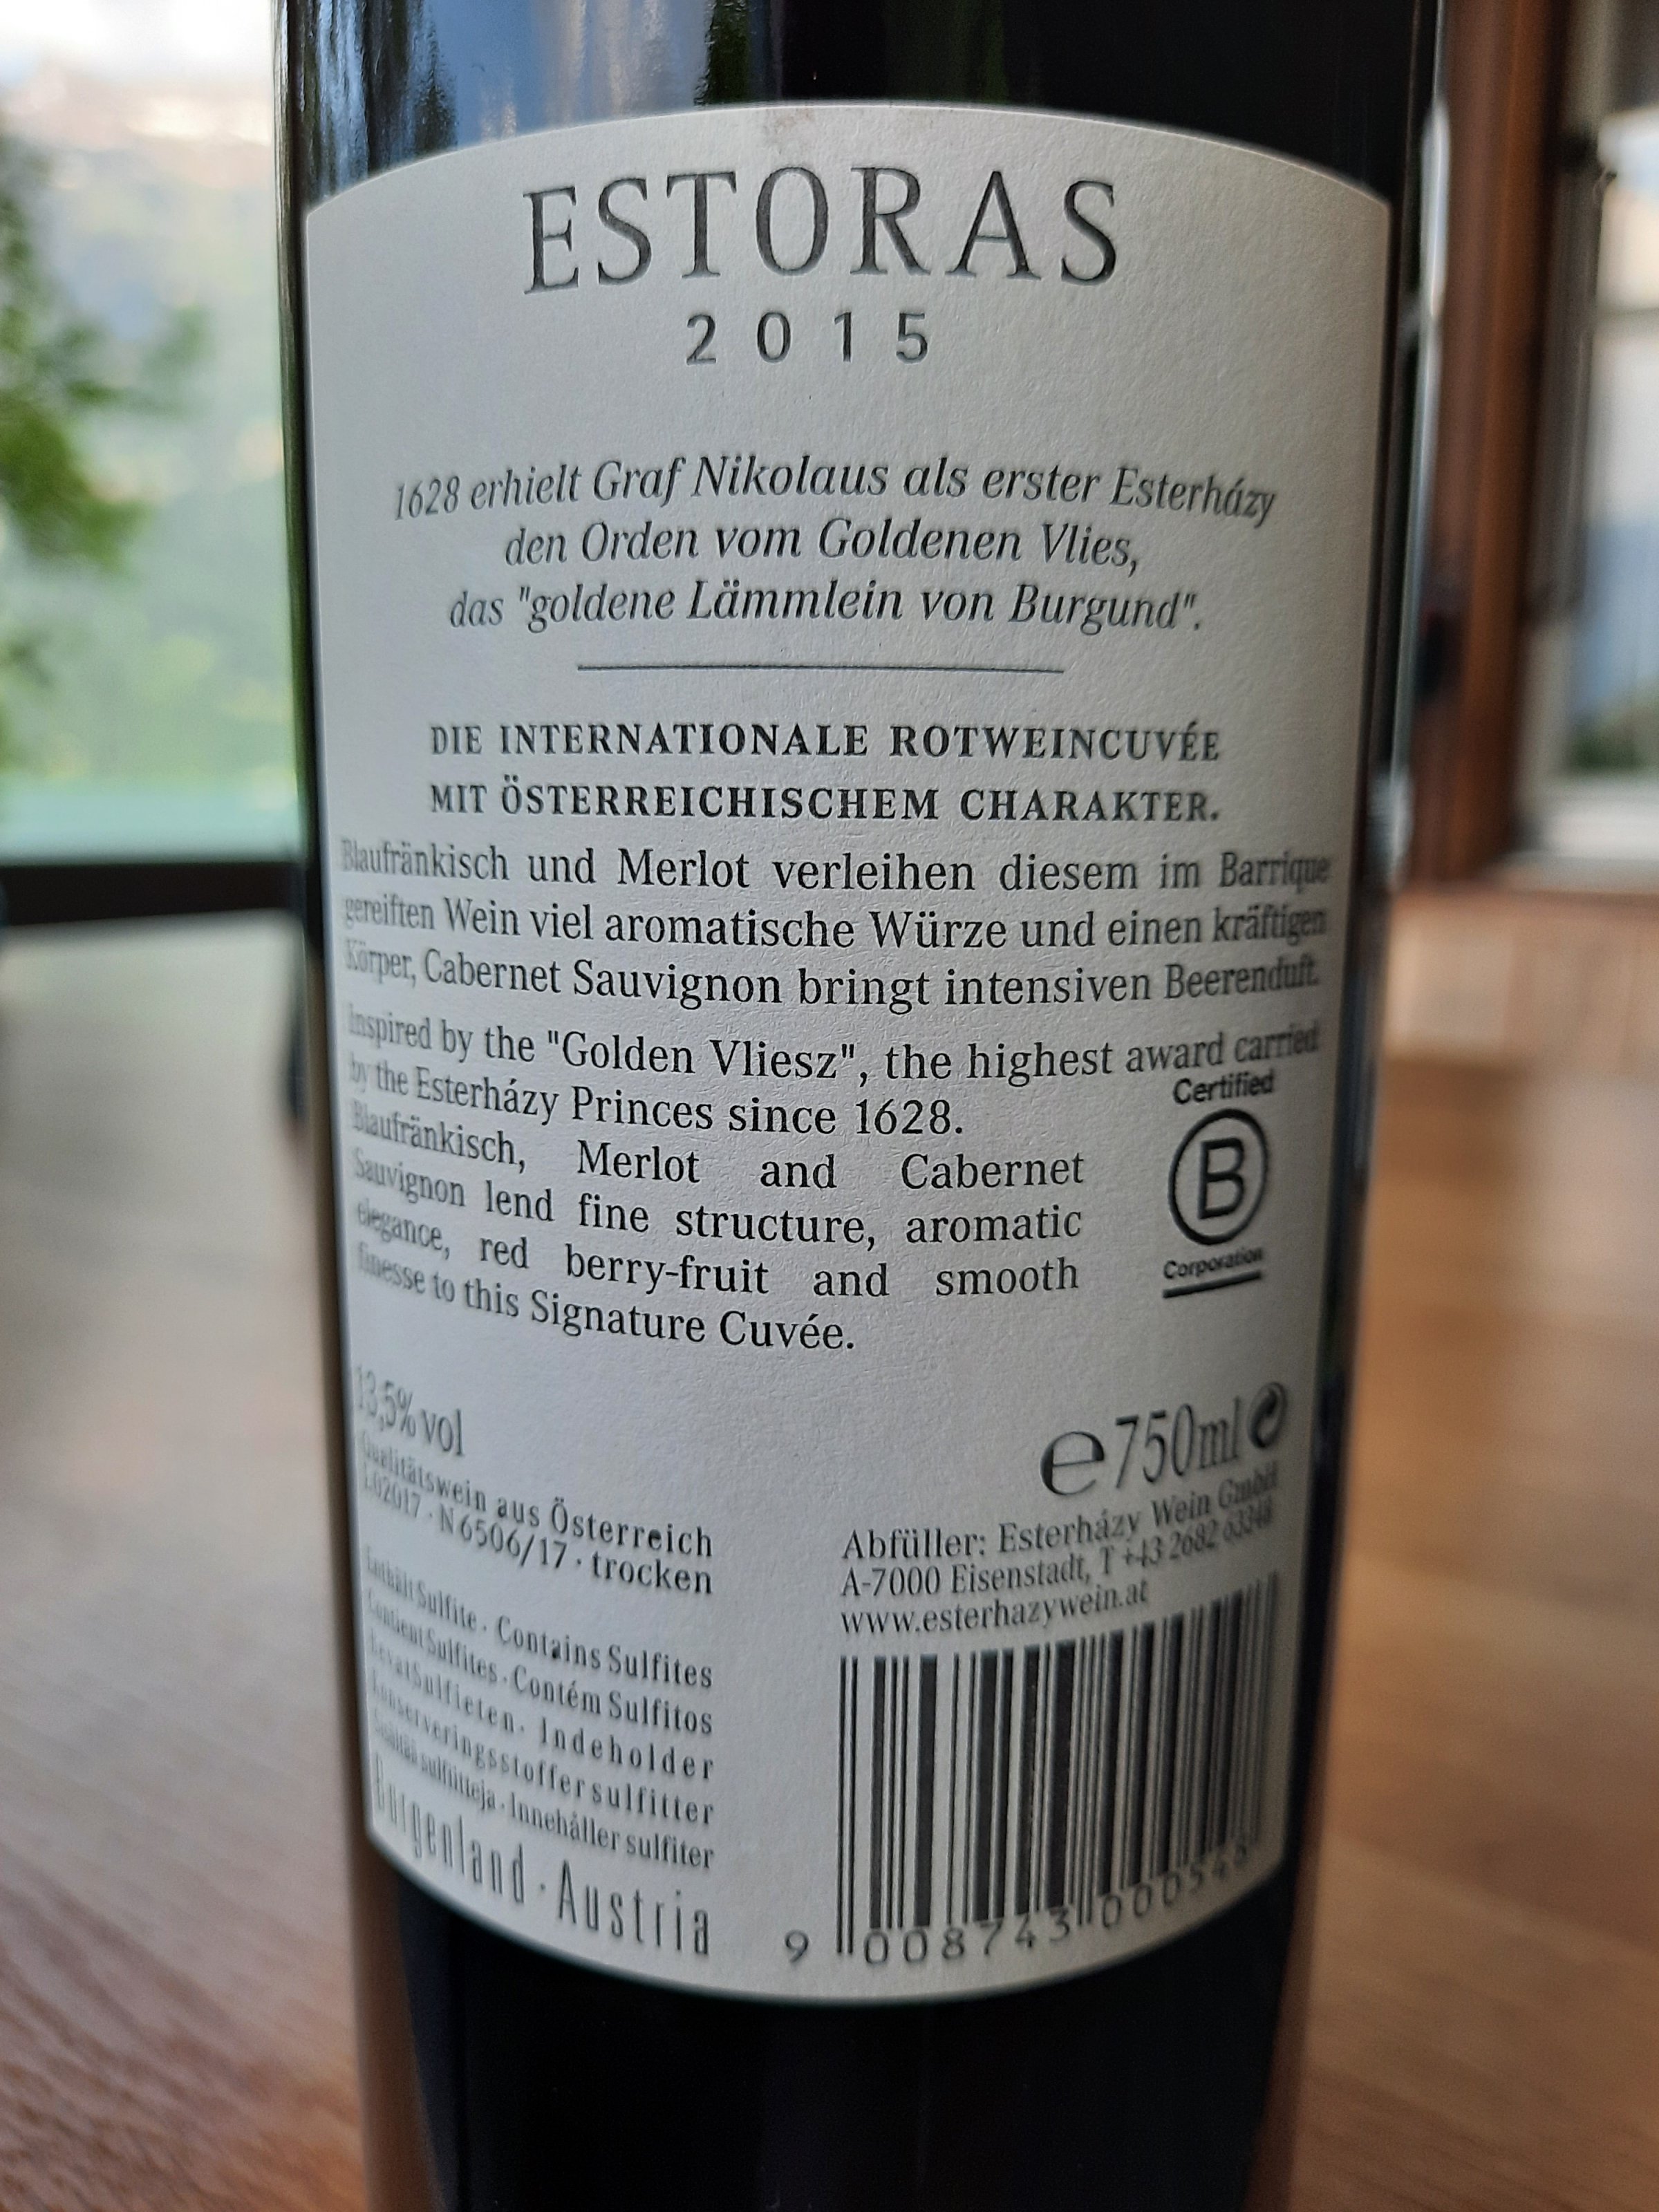 ESTORAS
2015
1628 erhielt Graf Nikolaus als erster Esterházy
den Orden vom Goldenen Vlies,
das "goldene Lämmlein von Burgund".
DIE INTERNATIONALE ROTWEINCUVÉE
MIT ÖSTERREICHISCHEM CHARAKTER.
Blaufränkisch und Merlot verleihen diesem im Barrique
gereiften Wein viel aromatische Würze und einen kräftigen
Körper, Cabernet Sauvignon bringt intensiven Beerenduft.
Inspired by the "Golden Vliesz", the highest award carried
by the Esterházy Princes since 1628.
Blaufränkisch, Merlot and Cabernet
Sauvignon lend fine structure, aromatic
elegance, red berry-fruit and smooth
finesse to this Signature Cuvée.
Certified
B
Corporation
13,5% vol
Qualitätswein aus Österreich
L02017 · N6506/17 · trocken
Enthält Sulfite · Contains Sulfites
Contient Sulfites · Contém Sulfitos
Bevat Sulfieten · Indeholder
Konserveringsstoffer sulfitter
Sisältää sulfiitteja · Innehåller sulfiter
Burgenland · Austria
e 750ml
Abfüller: Esterházy Wein GmbH
A-7000 Eisenstadt, T +43 2682 63348
www.esterhazywein.at
9 008743